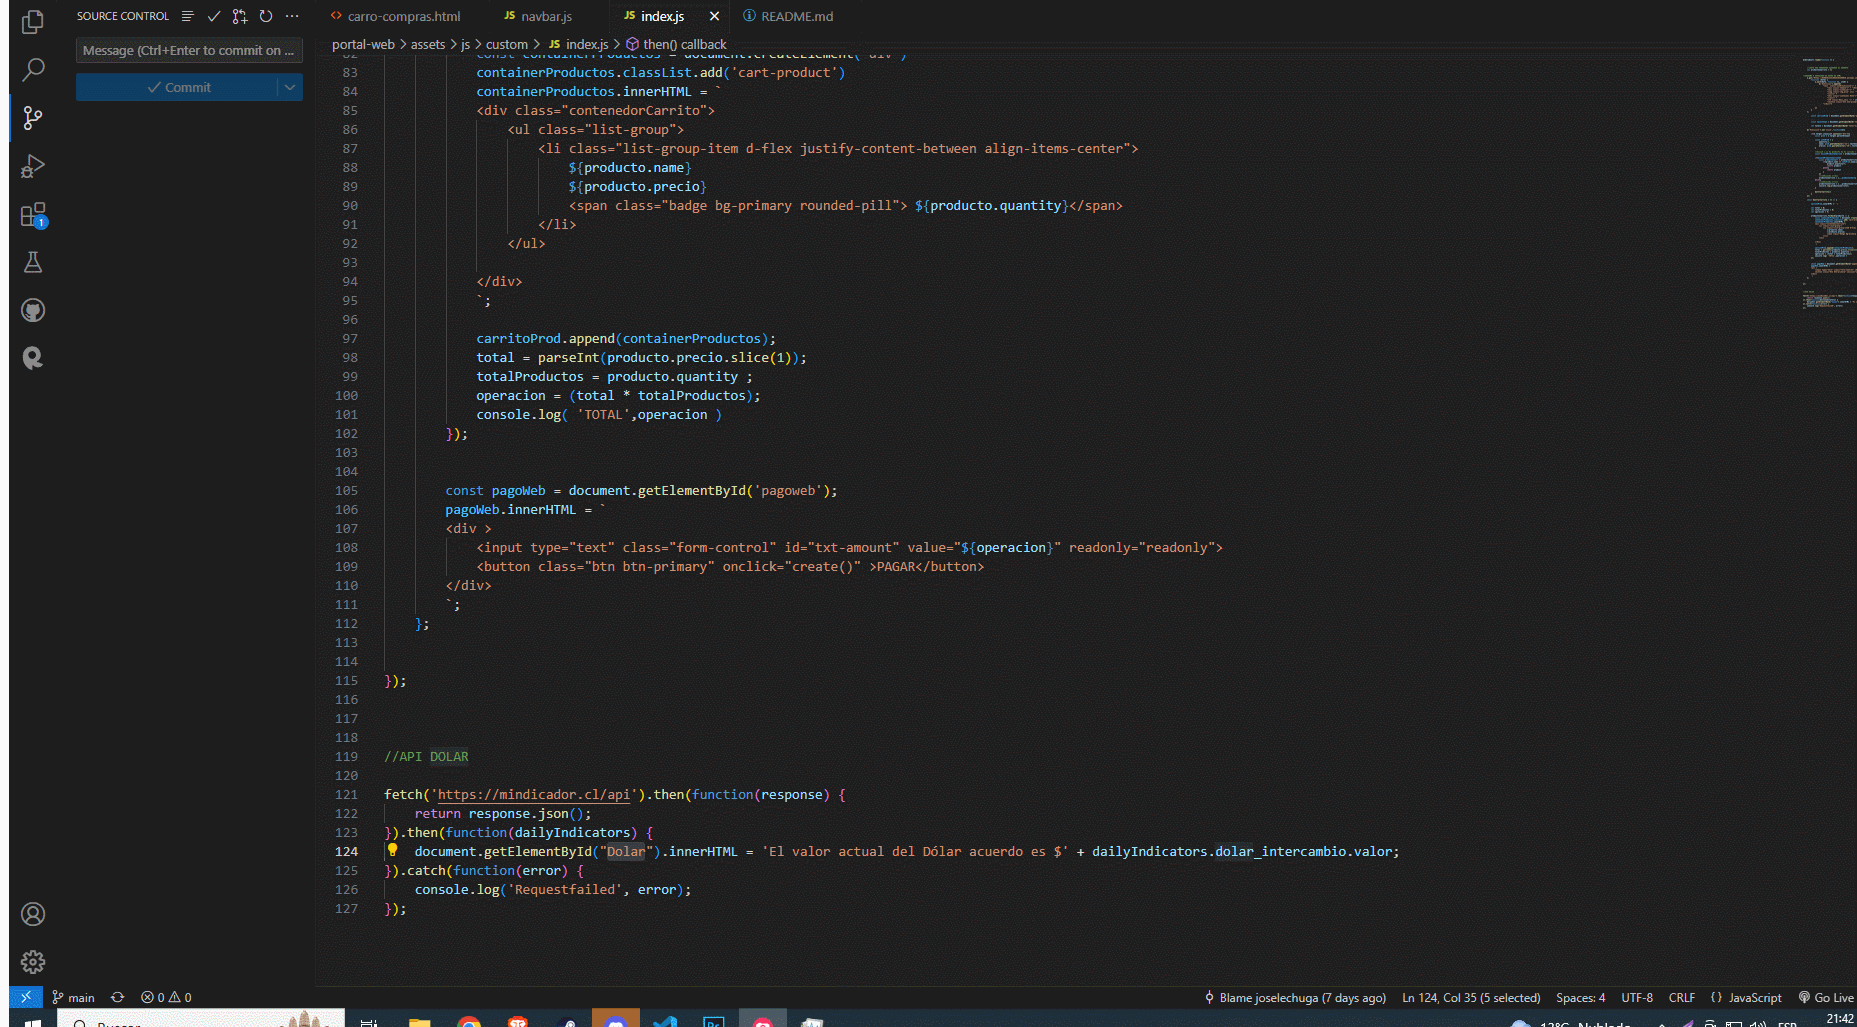 SOURCE CONTROL
Message (Ctrl+Enter to commit on ...
Commit
1
carro-compras.html
JS navbar.js
JS index.js
README.md
portal-web > assets > js > custom > JS index.js > then() callback
82 const containerProductos = document.createElement('div')
83 containerProductos.classList.add('cart-product')
84 containerProductos.innerHTML = `
85 <div class="contenedorCarrito">
86 <ul class="list-group">
87 <li class="list-group-item d-flex justify-content-between align-items-center">
88 ${producto.name}
89 ${producto.precio}
90 <span class="badge bg-primary rounded-pill"> ${producto.quantity}</span>
91 </li>
92 </ul>
93
94 </div>
95 `;
96
97 carritoProd.append(containerProductos);
98 total = parseInt(producto.precio.slice(1));
99 totalProductos = producto.quantity ;
100 operacion = (total * totalProductos);
101 console.log( 'TOTAL',operacion )
102 });
103
104
105 const pagoWeb = document.getElementById('pagoweb');
106 pagoWeb.innerHTML = `
107 <div >
108 <input type="text" class="form-control" id="txt-amount" value="${operacion}" readonly="readonly">
109 <button class="btn btn-primary" onclick="create()" >PAGAR</button>
110 </div>
111 `;
112 };
113
114
115 });
116
117
118
119 //API DOLAR
120
121 fetch('https://mindicador.cl/api').then(function(response) {
122 return response.json();
123 }).then(function(dailyIndicators) {
124 document.getElementById("Dolar").innerHTML = 'El valor actual del Dólar acuerdo es $' + dailyIndicators.dolar_intercambio.valor;
125 }).catch(function(error) {
126 console.log('Requestfailed', error);
127 });
main
0 0
Blame joselechuga (7 days ago)
Ln 124, Col 35 (5 selected)
Spaces: 4
UTF-8
CRLF
{ } JavaScript
Go Live
Buscar
12°C Nublado
ESP
21:42